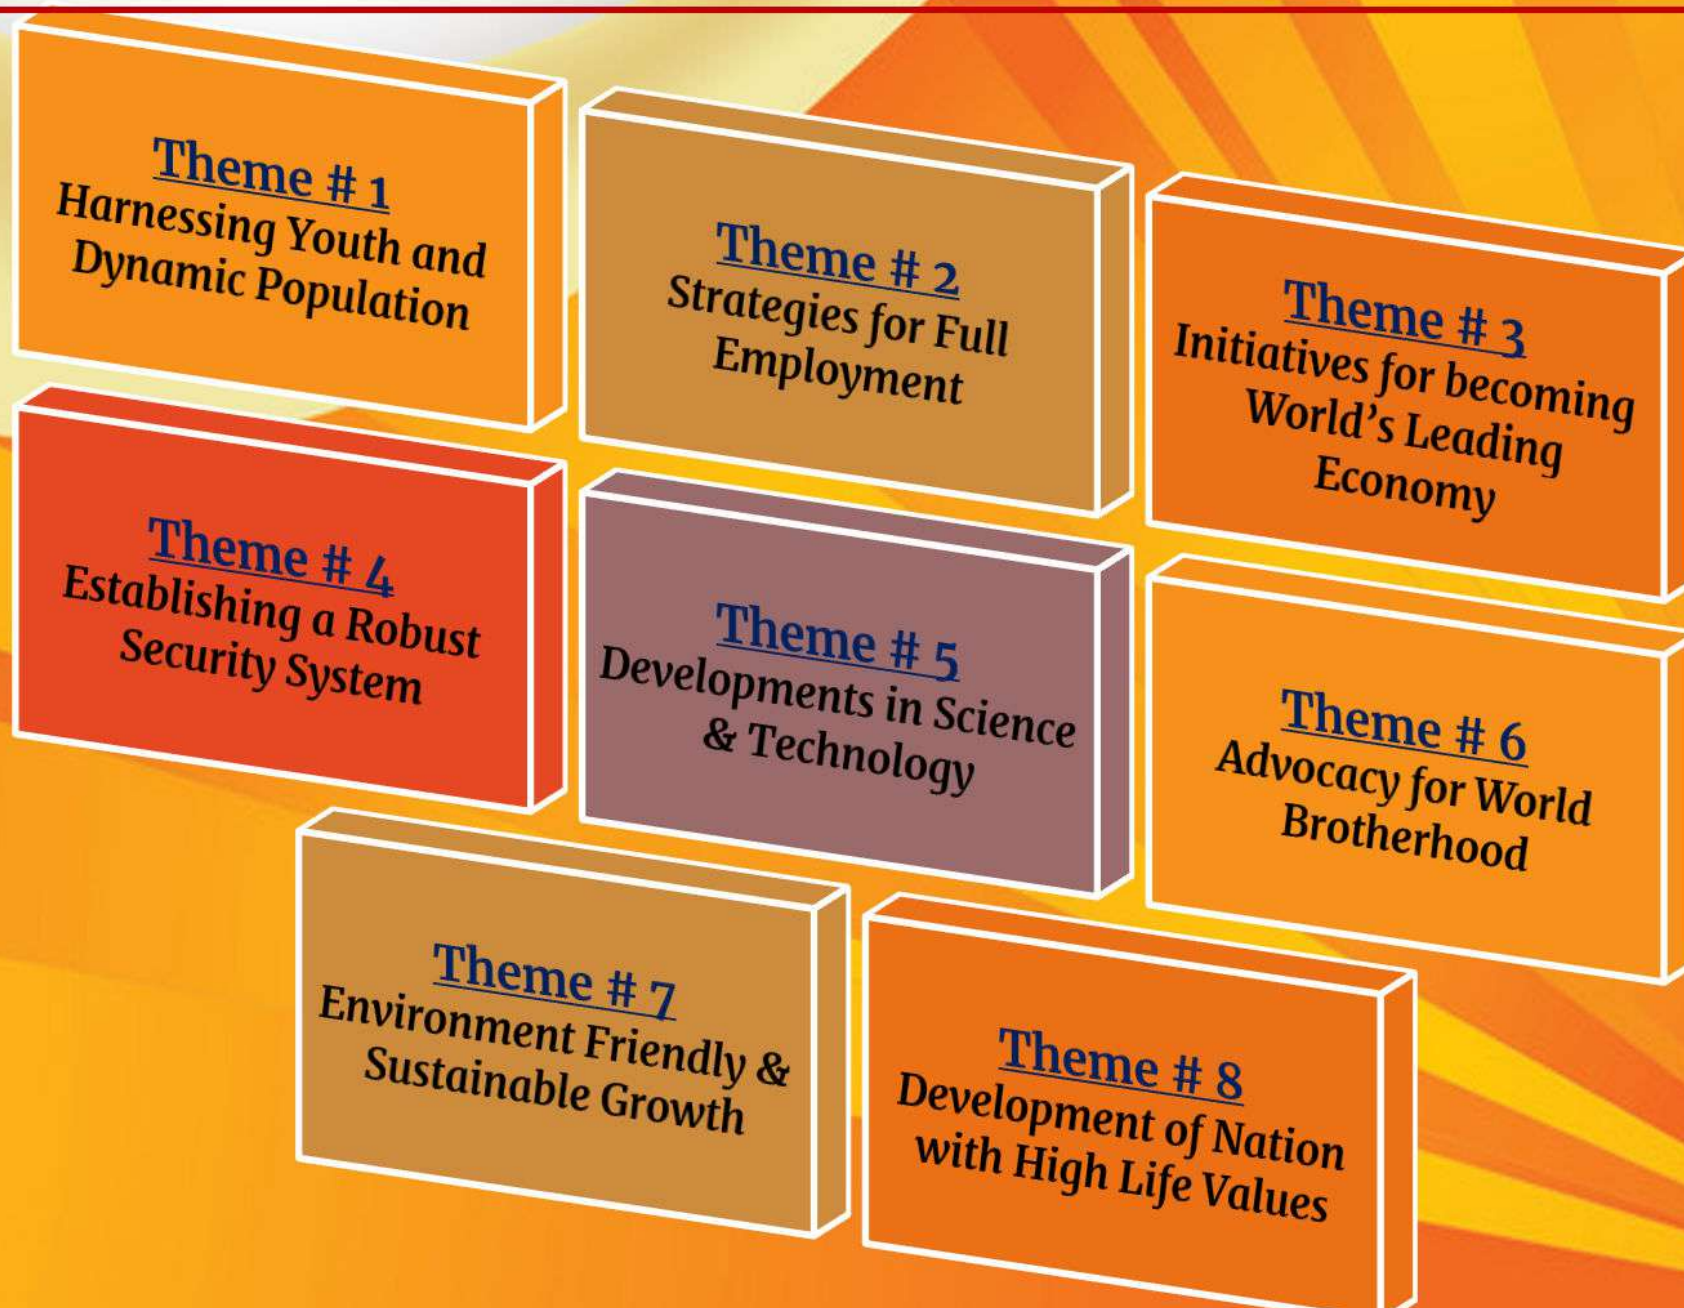 Theme # 1
Harnessing Youth and
Dynamic Population
Theme # 2
Strategies for Full
Employment
Theme # 3
Initiatives for becoming
World’s Leading
Economy
Theme # 4
Establishing a Robust
Security System
Theme # 5
Developments in Science
& Technology
Theme # 6
Advocacy for World
Brotherhood
Theme # 7
Environment Friendly &
Sustainable Growth
Theme # 8
Development of Nation
with High Life Values